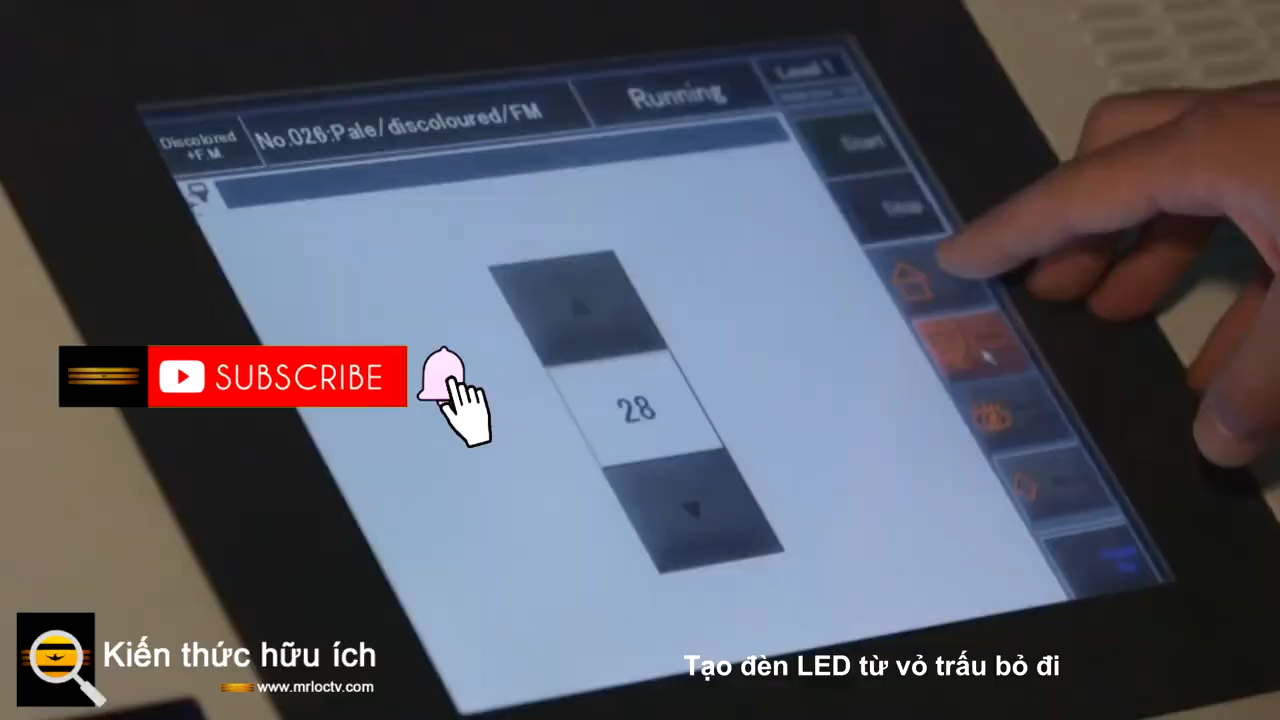 Discolored
+F.M.
No.026:Pale/discoloured/FM
Running
Level 1
Start
Stop
28
SUBSCRIBE
Kiến thức hữu ích
www.mrloctv.com
Tạo đèn LED từ vỏ trấu bỏ đi